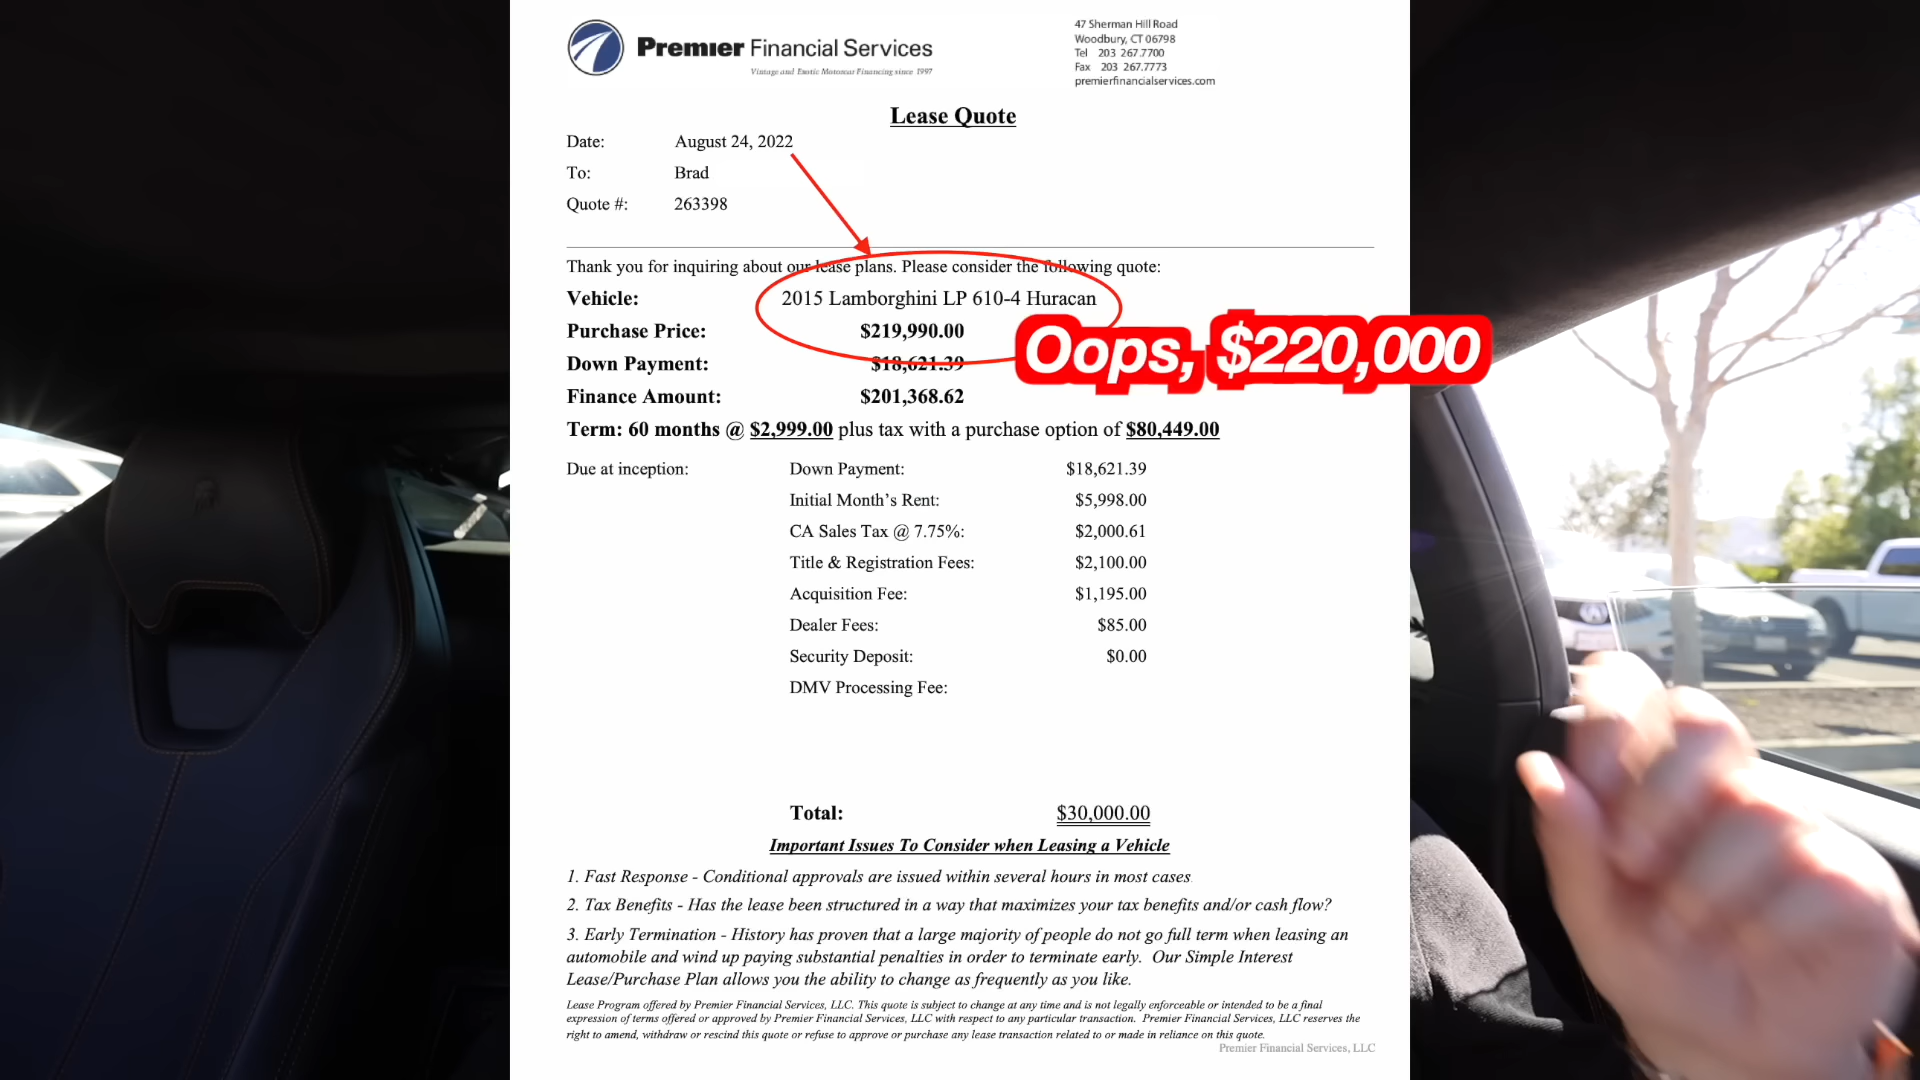 Premier Financial Services
Vintage and Exotic Motorcar Financing since 1997
47 Sherman Hill Road
Woodbury, CT 06798
Tel 203 267.7700
Fax 203 267.7773
premierfinancialservices.com
Lease Quote
Date: August 24, 2022
To: Brad
Quote #: 263398
Thank you for inquiring about our lease plans. Please consider the following quote:
Vehicle: 2015 Lamborghini LP 610-4 Huracan
Purchase Price: $219,990.00
Oops, $220,000
Down Payment: $18,621.39
Finance Amount: $201,368.62
Term: 60 months @ $2,999.00 plus tax with a purchase option of $80,449.00
Due at inception: Down Payment: $18,621.39
Initial Month's Rent: $5,998.00
CA Sales Tax @ 7.75%: $2,000.61
Title & Registration Fees: $2,100.00
Acquisition Fee: $1,195.00
Dealer Fees: $85.00
Security Deposit: $0.00
DMV Processing Fee:
Total: $30,000.00
Important Issues To Consider when Leasing a Vehicle
1. Fast Response - Conditional approvals are issued within several hours in most cases
2. Tax Benefits - Has the lease been structured in a way that maximizes your tax benefits and/or cash flow?
3. Early Termination - History has proven that a large majority of people do not go full term when leasing an
automobile and wind up paying substantial penalties in order to terminate early. Our Simple Interest
Lease/Purchase Plan allows you the ability to change as frequently as you like.
Lease Program offered by Premier Financial Services, LLC. This quote is subject to change at any time and is not legally enforceable or intended to be a final
expression of terms offered or approved by Premier Financial Services, LLC with respect to any particular transaction. Premier Financial Services, LLC reserves the
right to amend, withdraw or rescind this quote or refuse to approve or purchase any lease transaction related to or made in reliance on this quote.
Premier Financial Services, LLC